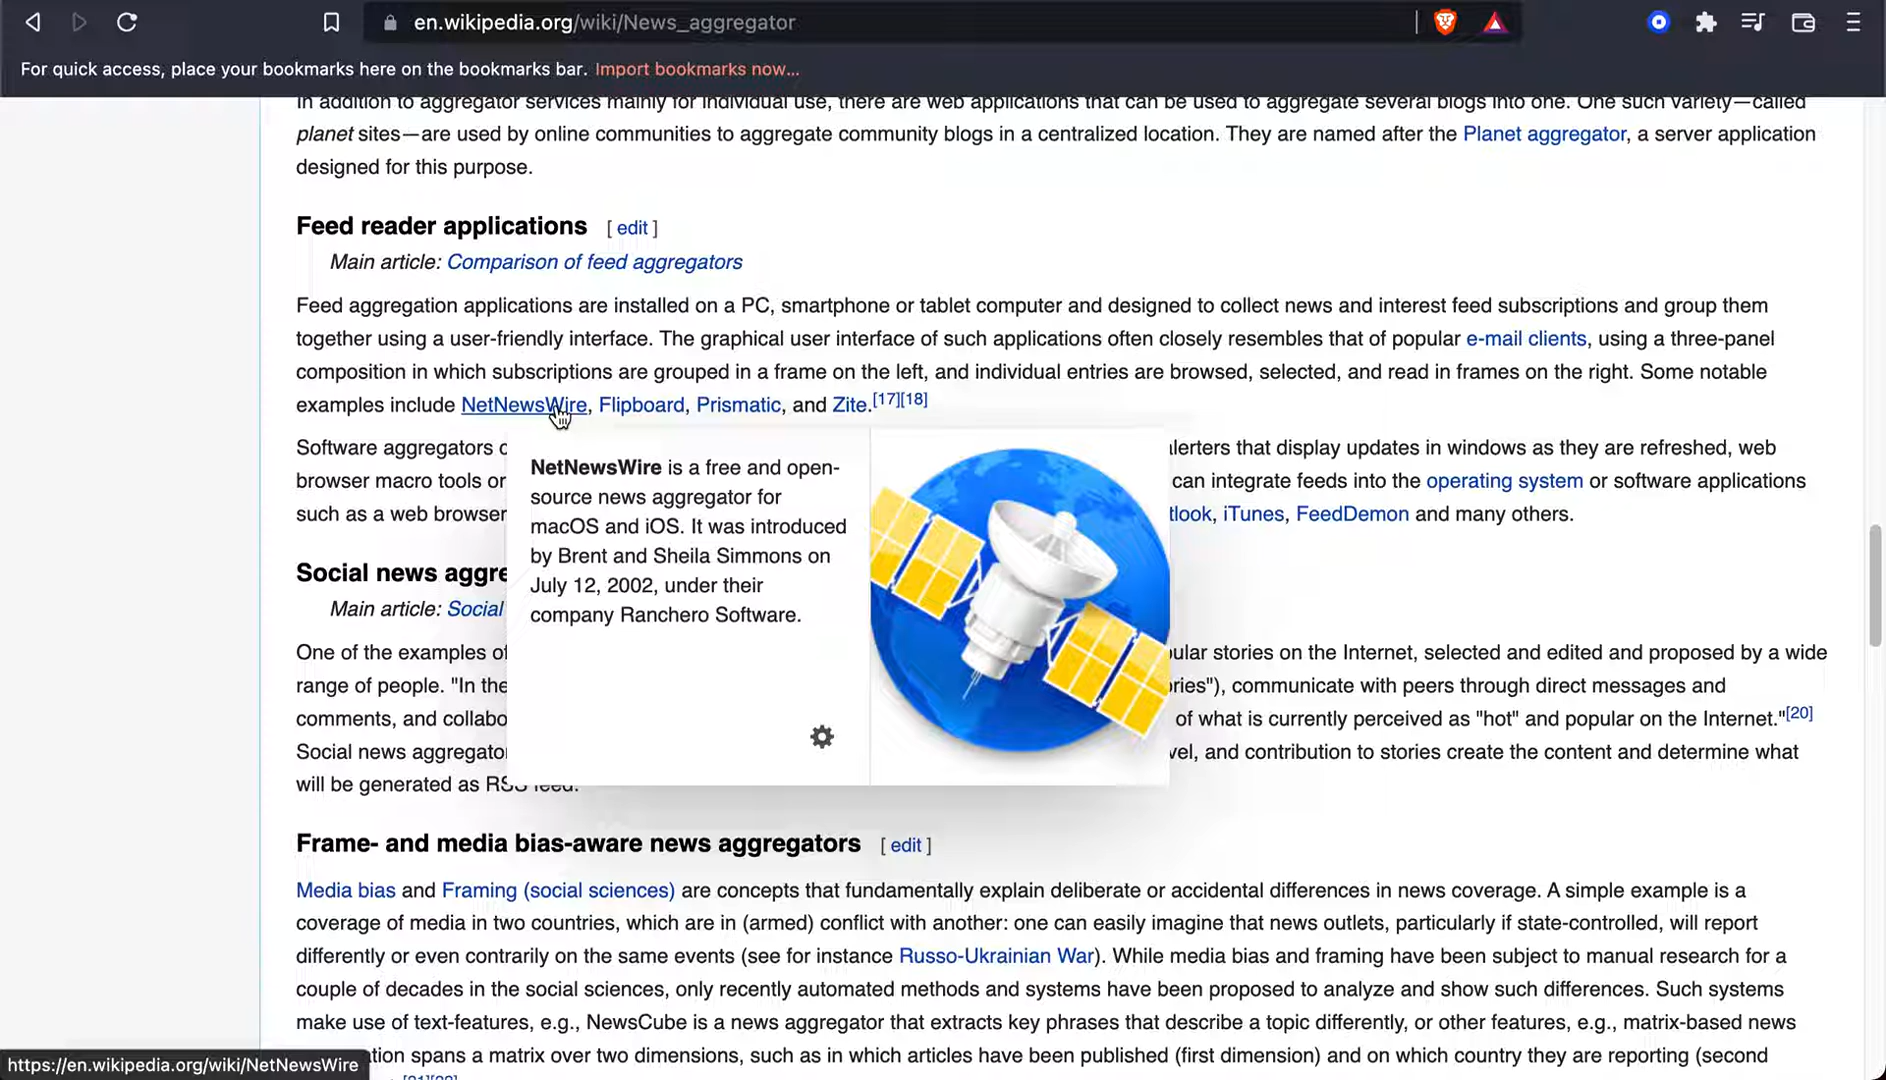 en.wikipedia.org/wiki/News_aggregator
For quick access, place your bookmarks here on the bookmarks bar. Import bookmarks now...
In addition to aggregator services mainly for individual use, there are web applications that can be used to aggregate several blogs into one. One such variety—called
planet sites—are used by online communities to aggregate community blogs in a centralized location. They are named after the Planet aggregator, a server application
designed for this purpose.
Feed reader applications [ edit ]
Main article: Comparison of feed aggregators
Feed aggregation applications are installed on a PC, smartphone or tablet computer and designed to collect news and interest feed subscriptions and group them
together using a user-friendly interface. The graphical user interface of such applications often closely resembles that of popular e-mail clients, using a three-panel
composition in which subscriptions are grouped in a frame on the left, and individual entries are browsed, selected, and read in frames on the right. Some notable
examples include NetNewsWire, Flipboard, Prismatic, and Zite.[17][18]
Software aggregators
alerters that display updates in windows as they are refreshed, web
browser macro tools or
can integrate feeds into the operating system or software applications
such as a web browser
tlook, iTunes, FeedDemon and many others.
NetNewsWire is a free and open-
source news aggregator for
macOS and iOS. It was introduced
by Brent and Sheila Simmons on
July 12, 2002, under their
company Ranchero Software.
Social news aggre
Main article: Social
One of the examples of
pular stories on the Internet, selected and edited and proposed by a wide
range of people. "In the
ories"), communicate with peers through direct messages and
comments, and collabo
of what is currently perceived as "hot" and popular on the Internet."[20]
Social news aggregato
vel, and contribution to stories create the content and determine what
will be generated as RSS feed.
Frame- and media bias-aware news aggregators [ edit ]
Media bias and Framing (social sciences) are concepts that fundamentally explain deliberate or accidental differences in news coverage. A simple example is a
coverage of media in two countries, which are in (armed) conflict with another: one can easily imagine that news outlets, particularly if state-controlled, will report
differently or even contrarily on the same events (see for instance Russo-Ukrainian War). While media bias and framing have been subject to manual research for a
couple of decades in the social sciences, only recently automated methods and systems have been proposed to analyze and show such differences. Such systems
make use of text-features, e.g., NewsCube is a news aggregator that extracts key phrases that describe a topic differently, or other features, e.g., matrix-based news
ation spans a matrix over two dimensions, such as in which articles have been published (first dimension) and on which country they are reporting (second
https://en.wikipedia.org/wiki/NetNewsWire